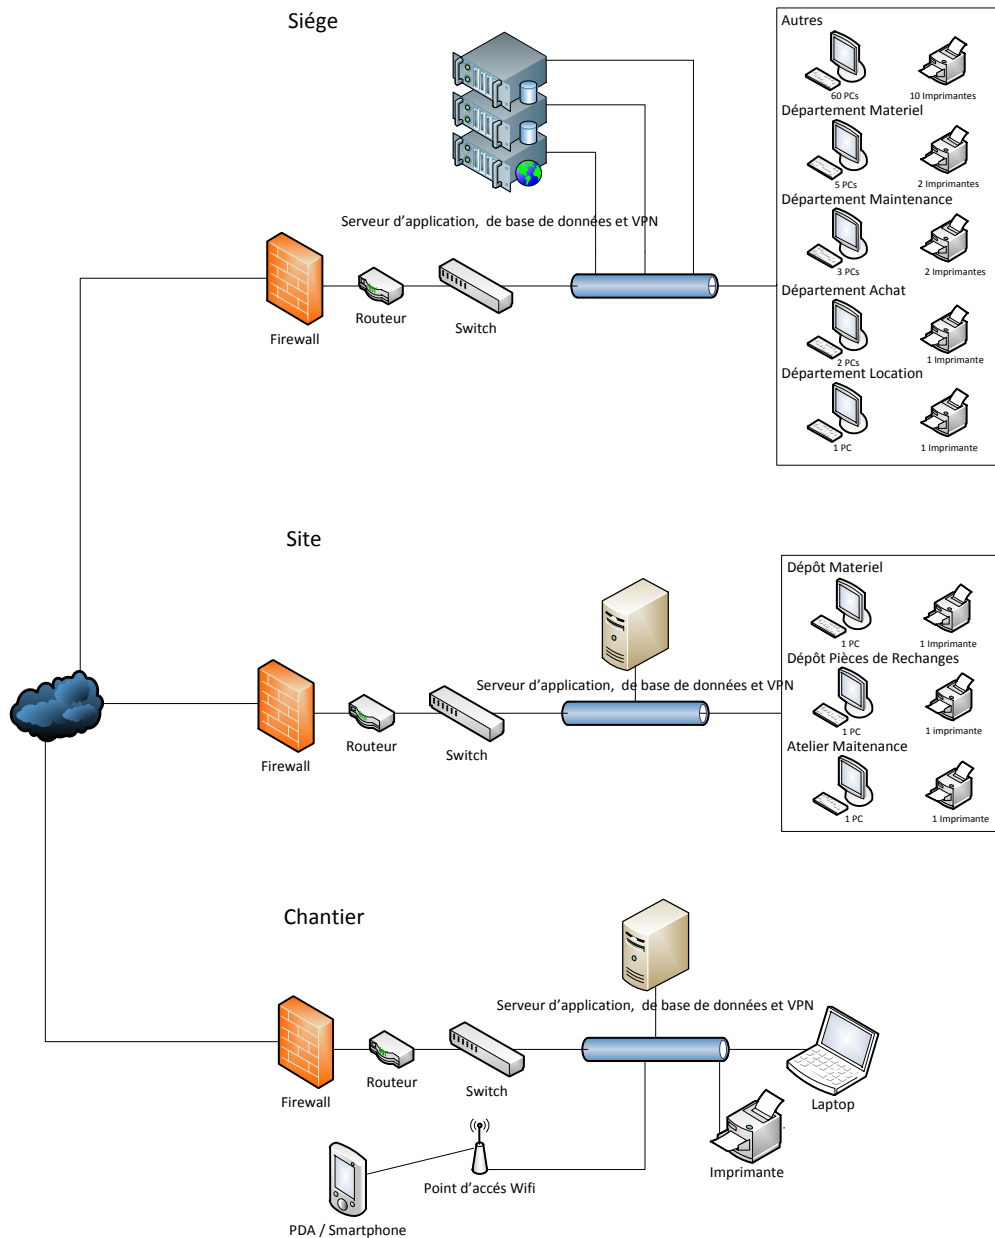 Siége
Autres
60 PCs
10 Imprimantes
Département Materiel
5 PCs
2 Imprimantes
Département Maintenance
3 PCs
2 Imprimantes
Département Achat
2 PCs
1 Imprimante
Département Location
1 PC
1 Imprimante
Serveur d'application, de base de données et VPN
Firewall
Routeur
Switch
Site
Dépôt Materiel
1 PC
1 Imprimante
Dépôt Pièces de Rechanges
1 PC
1 imprimante
Atelier Maitenance
1 PC
1 Imprimante
Serveur d'application, de base de données et VPN
Firewall
Routeur
Switch
Chantier
Serveur d'application, de base de données et VPN
Firewall
Routeur
Switch
Laptop
Imprimante
Point d'accés Wifi
PDA / Smartphone